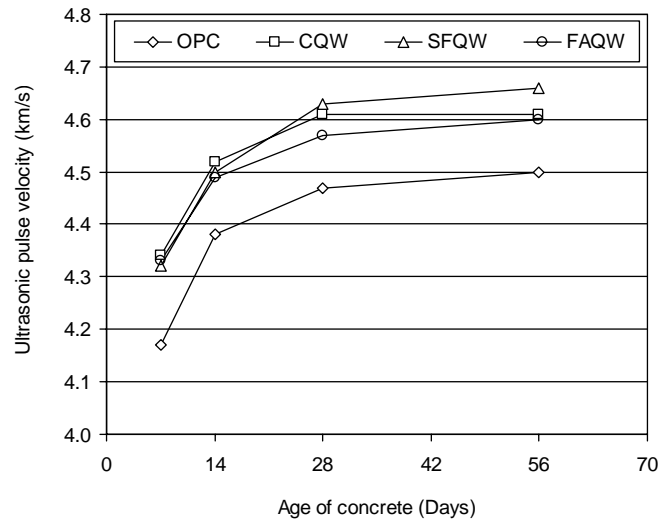 4.8
OPC CQW SFQW FAQW
4.7
4.6
4.5
4.4
4.3
4.2
4.1
4.0
Ultrasonic pulse velocity (km/s)
0 14 28 42 56 70
Age of concrete (Days)